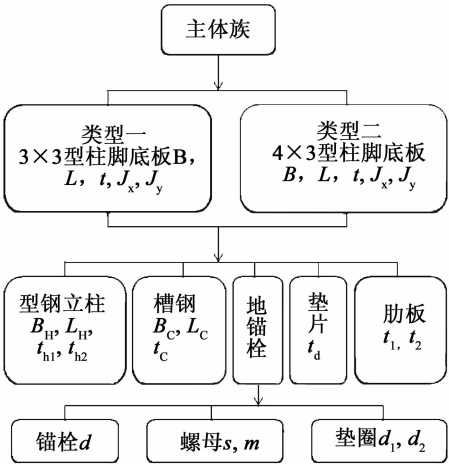 主体族
类型一
3×3型柱脚底板B,
L, t, Jx, Jy
类型二
4×3型柱脚底板
B, L, t, Jx, Jy
型钢立柱
BH, LH,
th1, th2
槽钢
BC, LC
tC
地
锚
栓
垫
片
td
肋板
t1, t2
锚栓d
螺母s, m
垫圈d1, d2